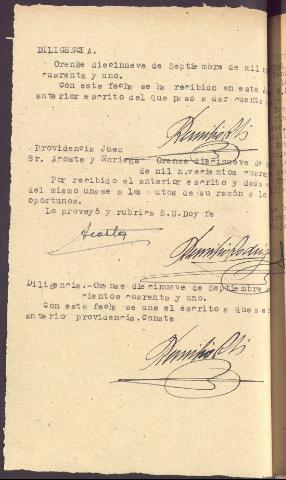 DILIGENCIA.
Orense diecinueve de Septiembre de mil n
cuarenta y uno.
Con esta fecha se ha recibido en este
anterior escrito del que paso a dar cuenta
Providencia Juez
Sr. Acosta y Noriega Orense diecinueve de
de mil novecientos cuaren
Por recibido el anterior escrito y dada
del mismo unase a los autos de su razón a lo
oportunos.
Lo proveyó y rubrica S.S. Doy fe
Acosta
Diligencia.-Orense diecinueve de Septiembre
cientos cuarenta y uno.
Con esta fecha se une el escrito a que se
anterior providencia. Conste